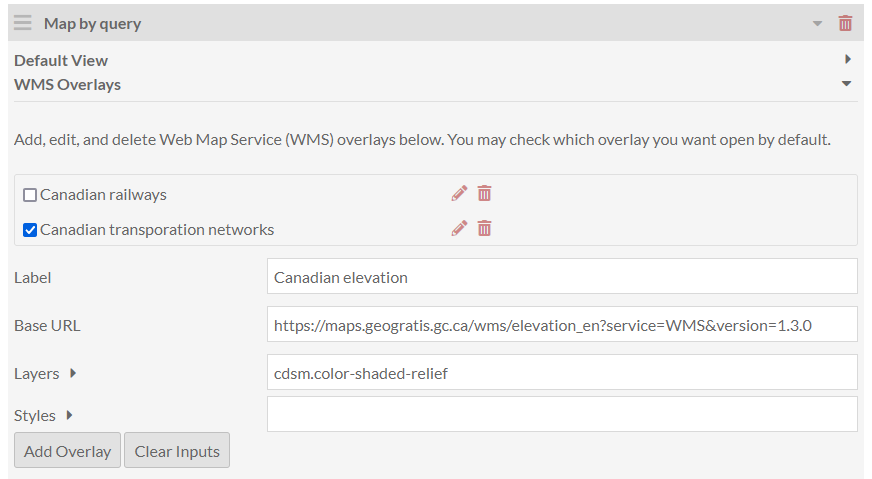 Map by query
Default View
WMS Overlays
Add, edit, and delete Web Map Service (WMS) overlays below. You may check which overlay you want open by default.
Canadian railways
Canadian transporation networks
Label Canadian elevation
Base URL https://maps.geogratis.gc.ca/wms/elevation_en?service=WMS&version=1.3.0
Layers cdsm.color-shaded-relief
Styles
Add Overlay Clear Inputs